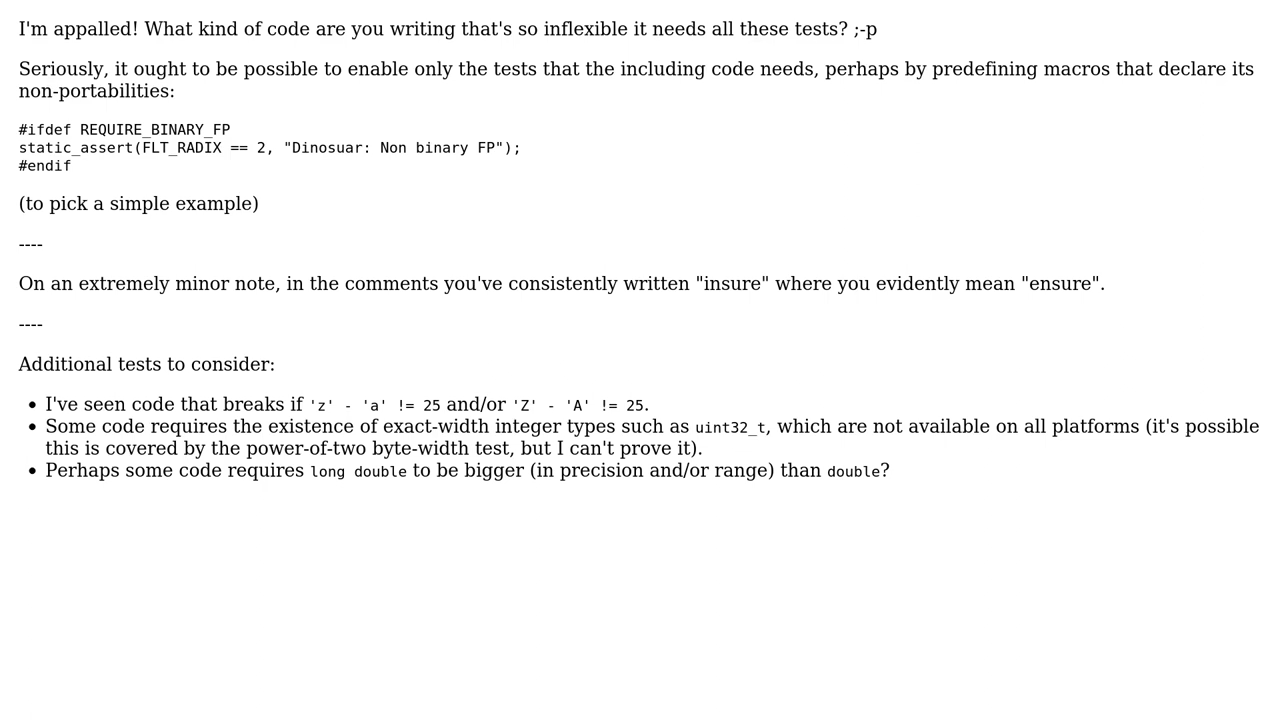 I'm appalled! What kind of code are you writing that's so inflexible it needs all these tests? ;-p
Seriously, it ought to be possible to enable only the tests that the including code needs, perhaps by predefining macros that declare its
non-portabilities:
#ifdef REQUIRE_BINARY_FP
static_assert(FLT_RADIX == 2, "Dinosuar: Non binary FP");
#endif
(to pick a simple example)
----
On an extremely minor note, in the comments you've consistently written "insure" where you evidently mean "ensure".
----
Additional tests to consider:
• I've seen code that breaks if 'z' - 'a' != 25 and/or 'Z' - 'A' != 25.
• Some code requires the existence of exact-width integer types such as uint32_t, which are not available on all platforms (it's possible
this is covered by the power-of-two byte-width test, but I can't prove it).
• Perhaps some code requires long double to be bigger (in precision and/or range) than double?